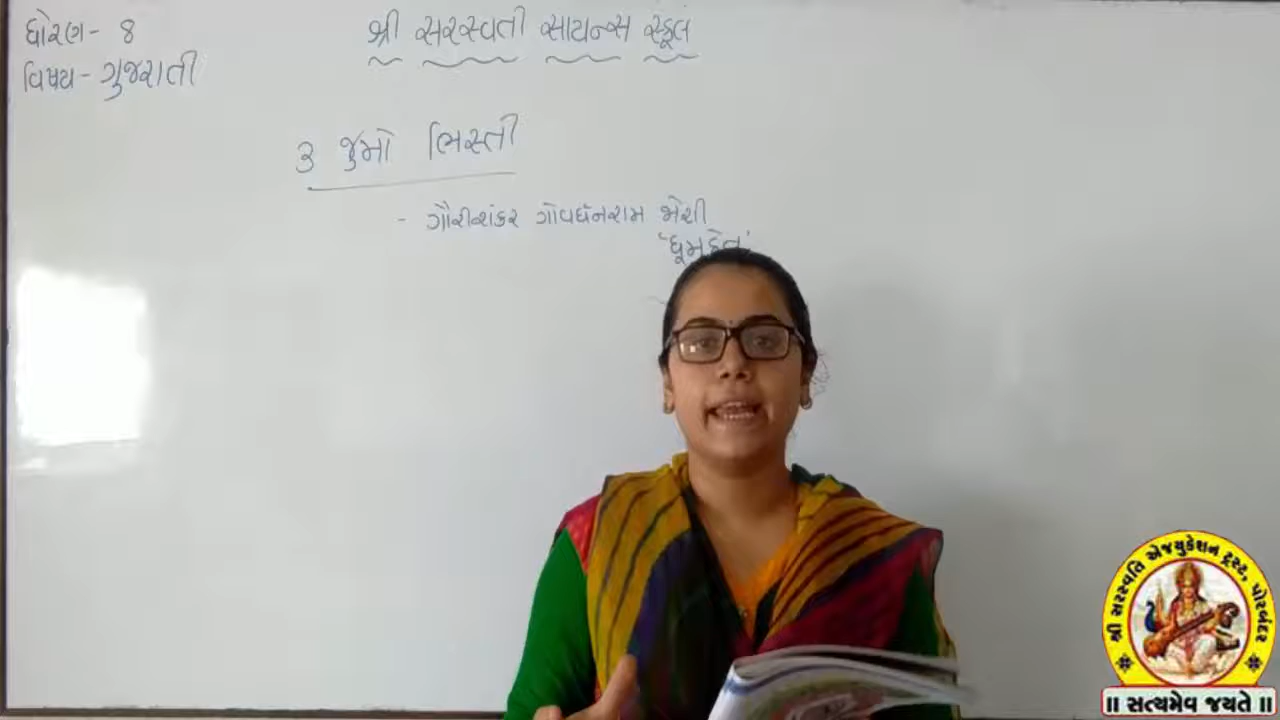 ધોરણ- 8
વિષય- ગુજરાતી
શ્રી સરસ્વતી સાયન્સ સ્કૂલ
૩ જુમો ભિસ્તી
- ગૌરીશંકર ગોવર્ધનરામ જોશી
'ધૂમકેતુ'
શ્રી સરસ્વતિ એજ્યુકેશન ટ્રસ્ટ, પોરબંદર
॥ સત્યમેવ જયતે ॥